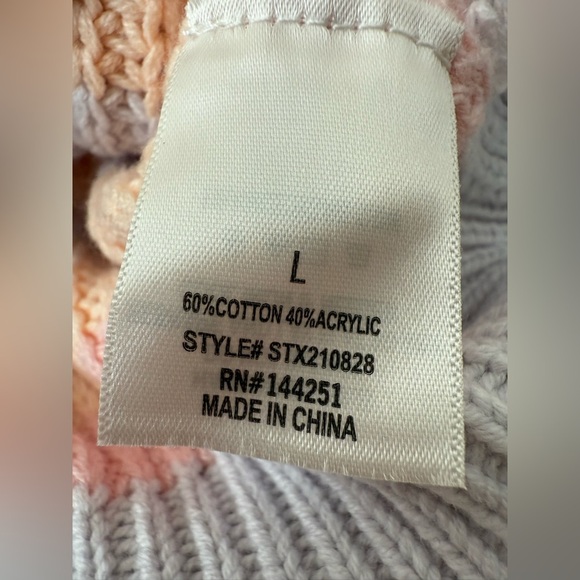 L
60%COTTON 40%ACRYLIC
STYLE# STX210828
RN#144251
MADE IN CHINA